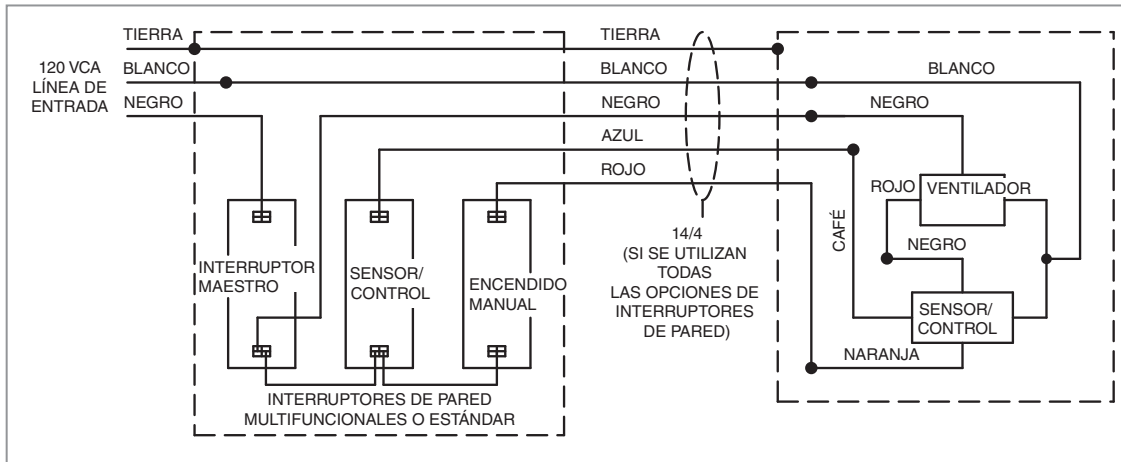 TIERRA
TIERRA
120 VCA
LÍNEA DE
ENTRADA
BLANCO
BLANCO
BLANCO
NEGRO
NEGRO
NEGRO
AZUL
ROJO
ROJO
VENTILADOR
CAFÉ
NEGRO
14/4
(SI SE UTILIZAN
TODAS
LAS OPCIONES DE
INTERRUPTORES
DE PARED)
INTERRUPTOR
MAESTRO
SENSOR/
CONTROL
ENCENDIDO
MANUAL
SENSOR/
CONTROL
NARANJA
INTERRUPTORES DE PARED
MULTIFUNCIONALES O ESTÁNDAR